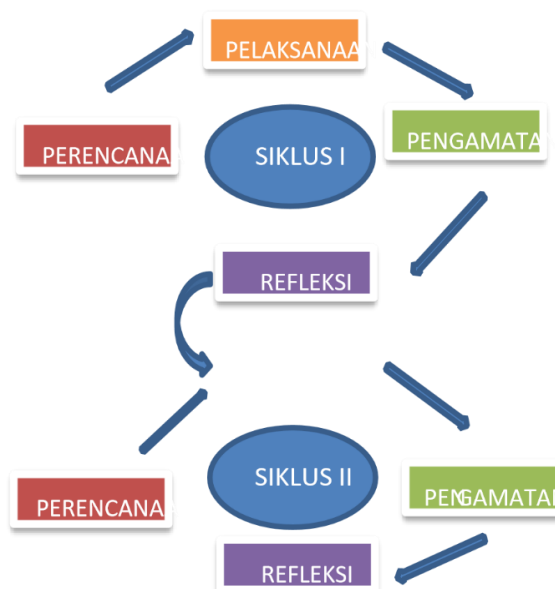 PELAKSANAA
PERENCANA
SIKLUS I
PENGAMATA
REFLEKSI
SIKLUS II
PERENCANA
PENGAMATA
REFLEKSI